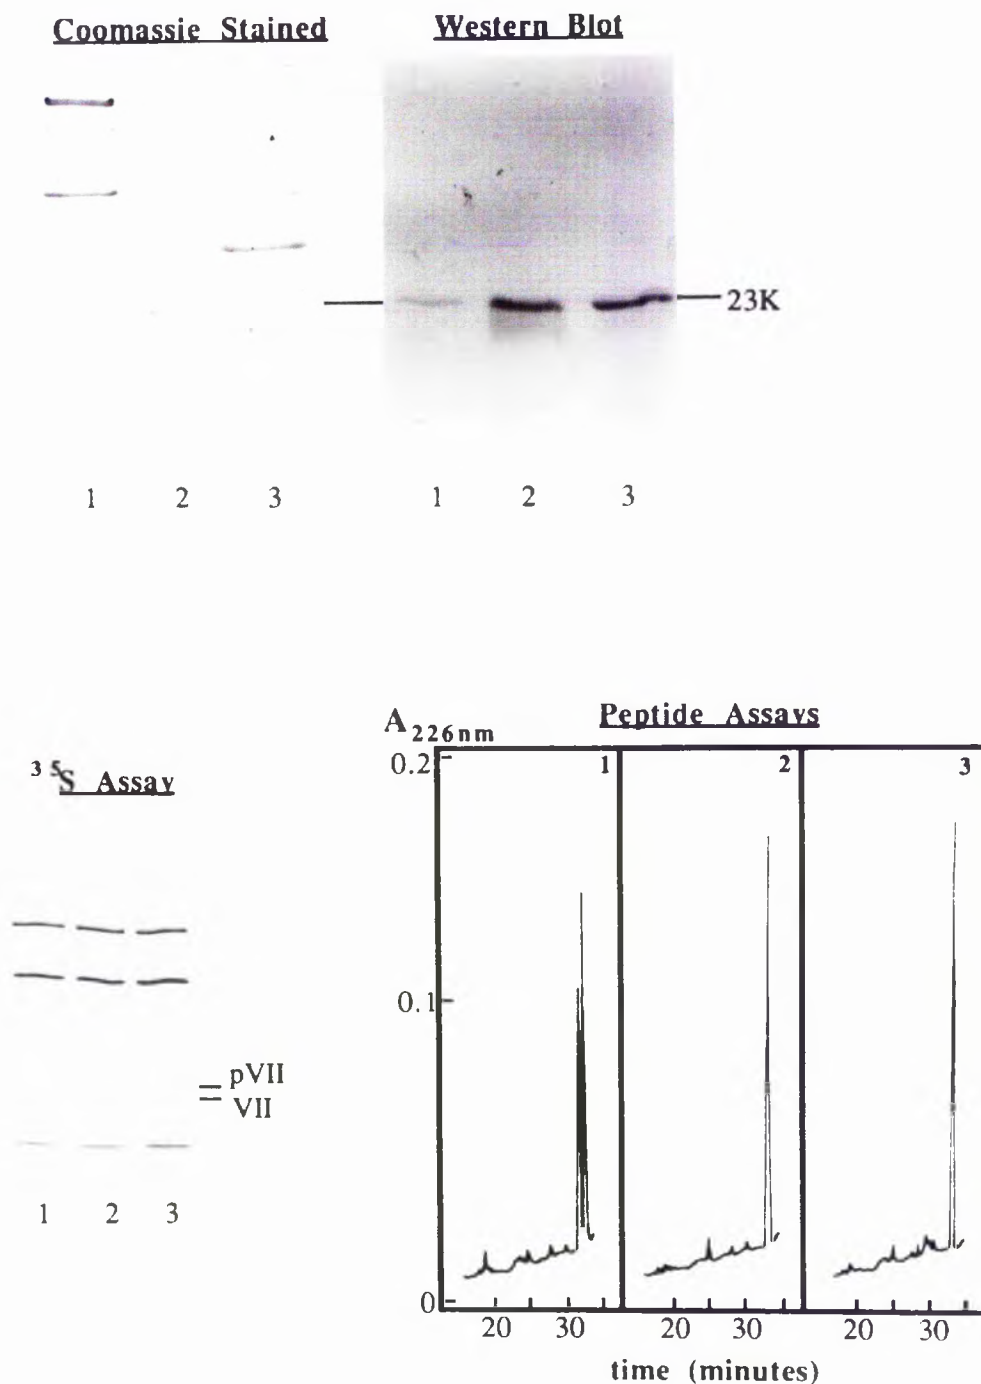 Coomassie Stained
Western Blot
23K
1 2 3
1 2 3
35S Assay
pVII
VII
1 2 3
A226nm
Peptide Assays
0.2
1
2
3
0.1
0
20 30
20 30
20 30
time (minutes)